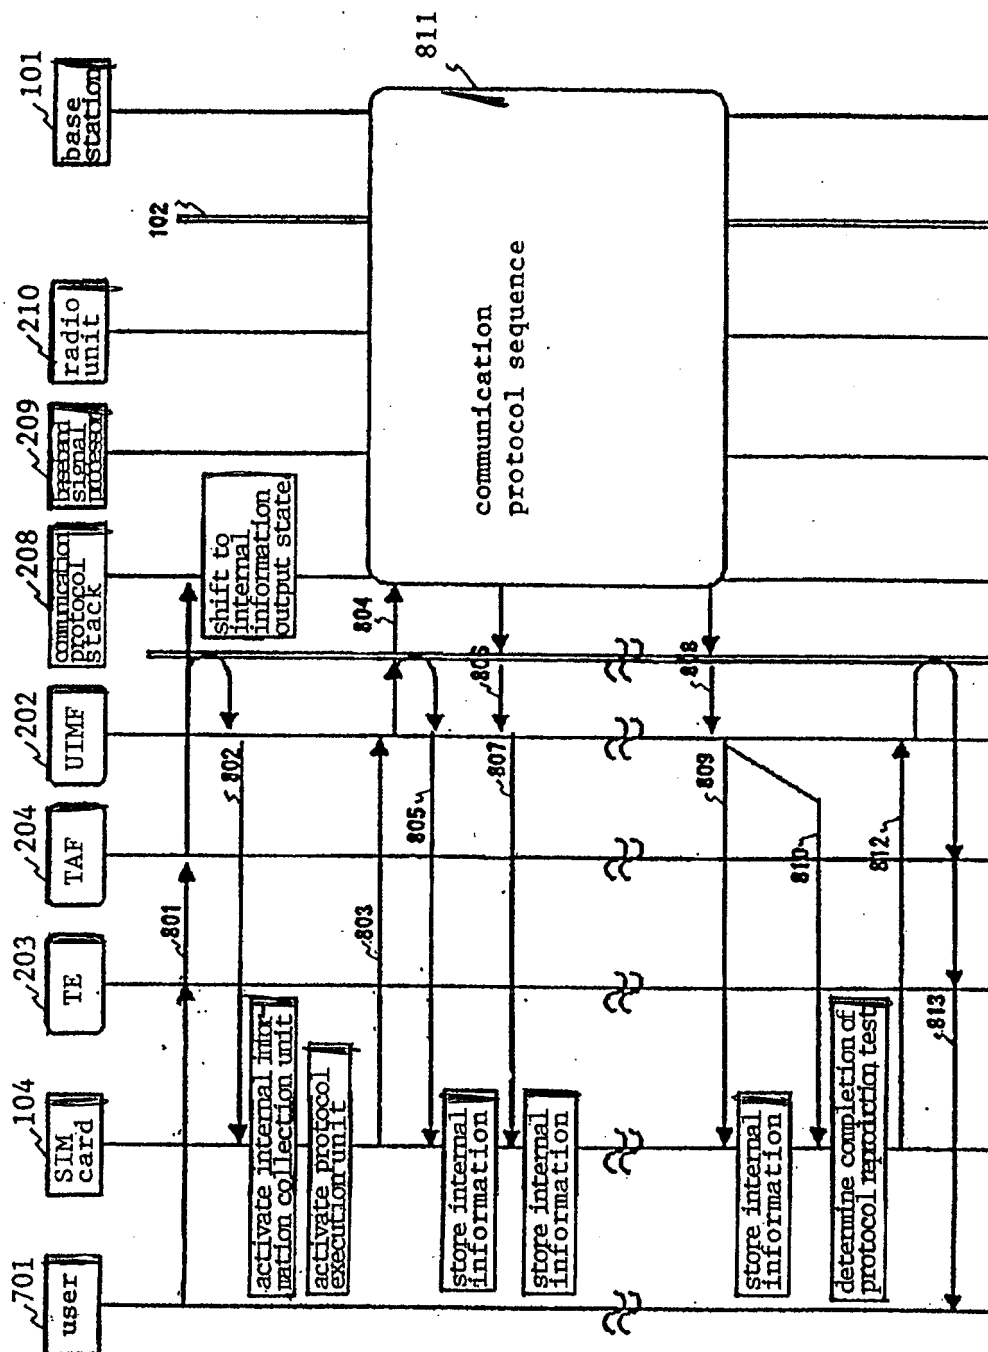 701
user
104
SIM
card
203
TE
204
TAF
202
UIMF
208
communication
protocol
stack
209
baseband
signal
processor
210
radio
unit
101
base
station
102
801
shift to
internal
information
output state
802
activate internal infor-
mation collection unit
activate protocol
execution unit
803
804
805
store internal
information
806
807
store internal
information
communication
protocol sequence
811
808
809
store internal
information
810
determine completion of
protocol reproduction test
812
813